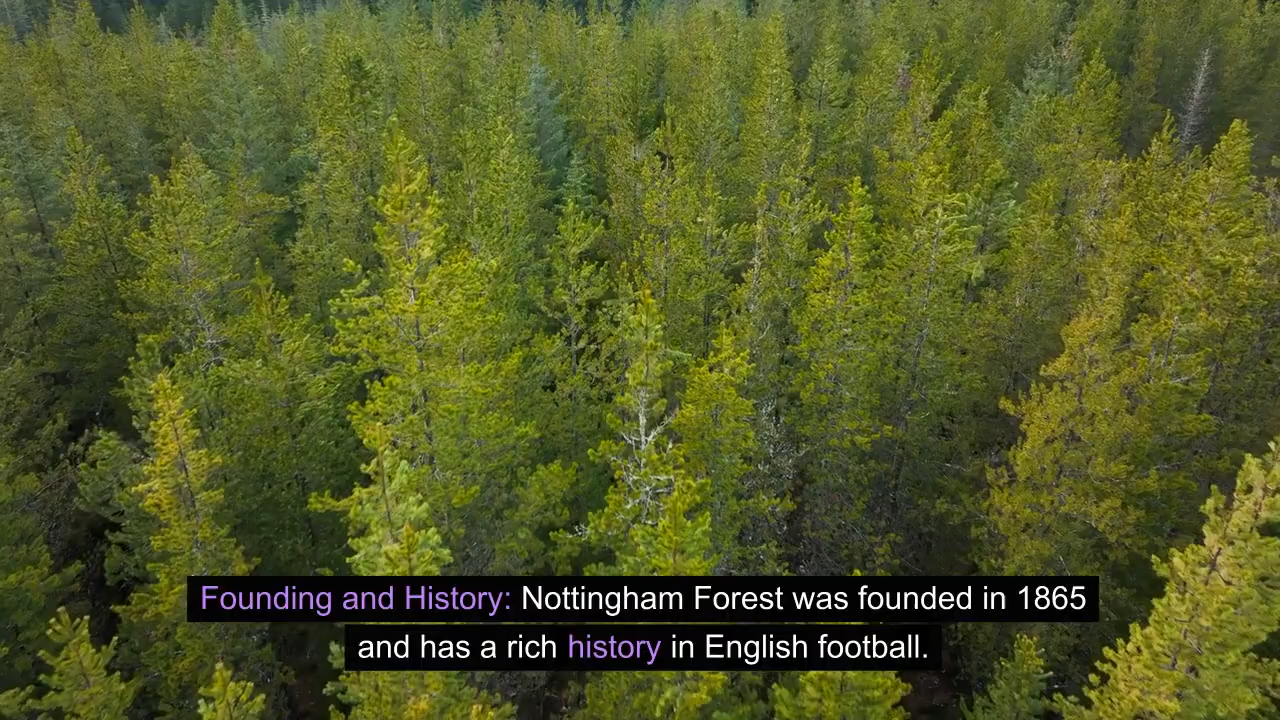 Founding and History: Nottingham Forest was founded in 1865
and has a rich history in English football.